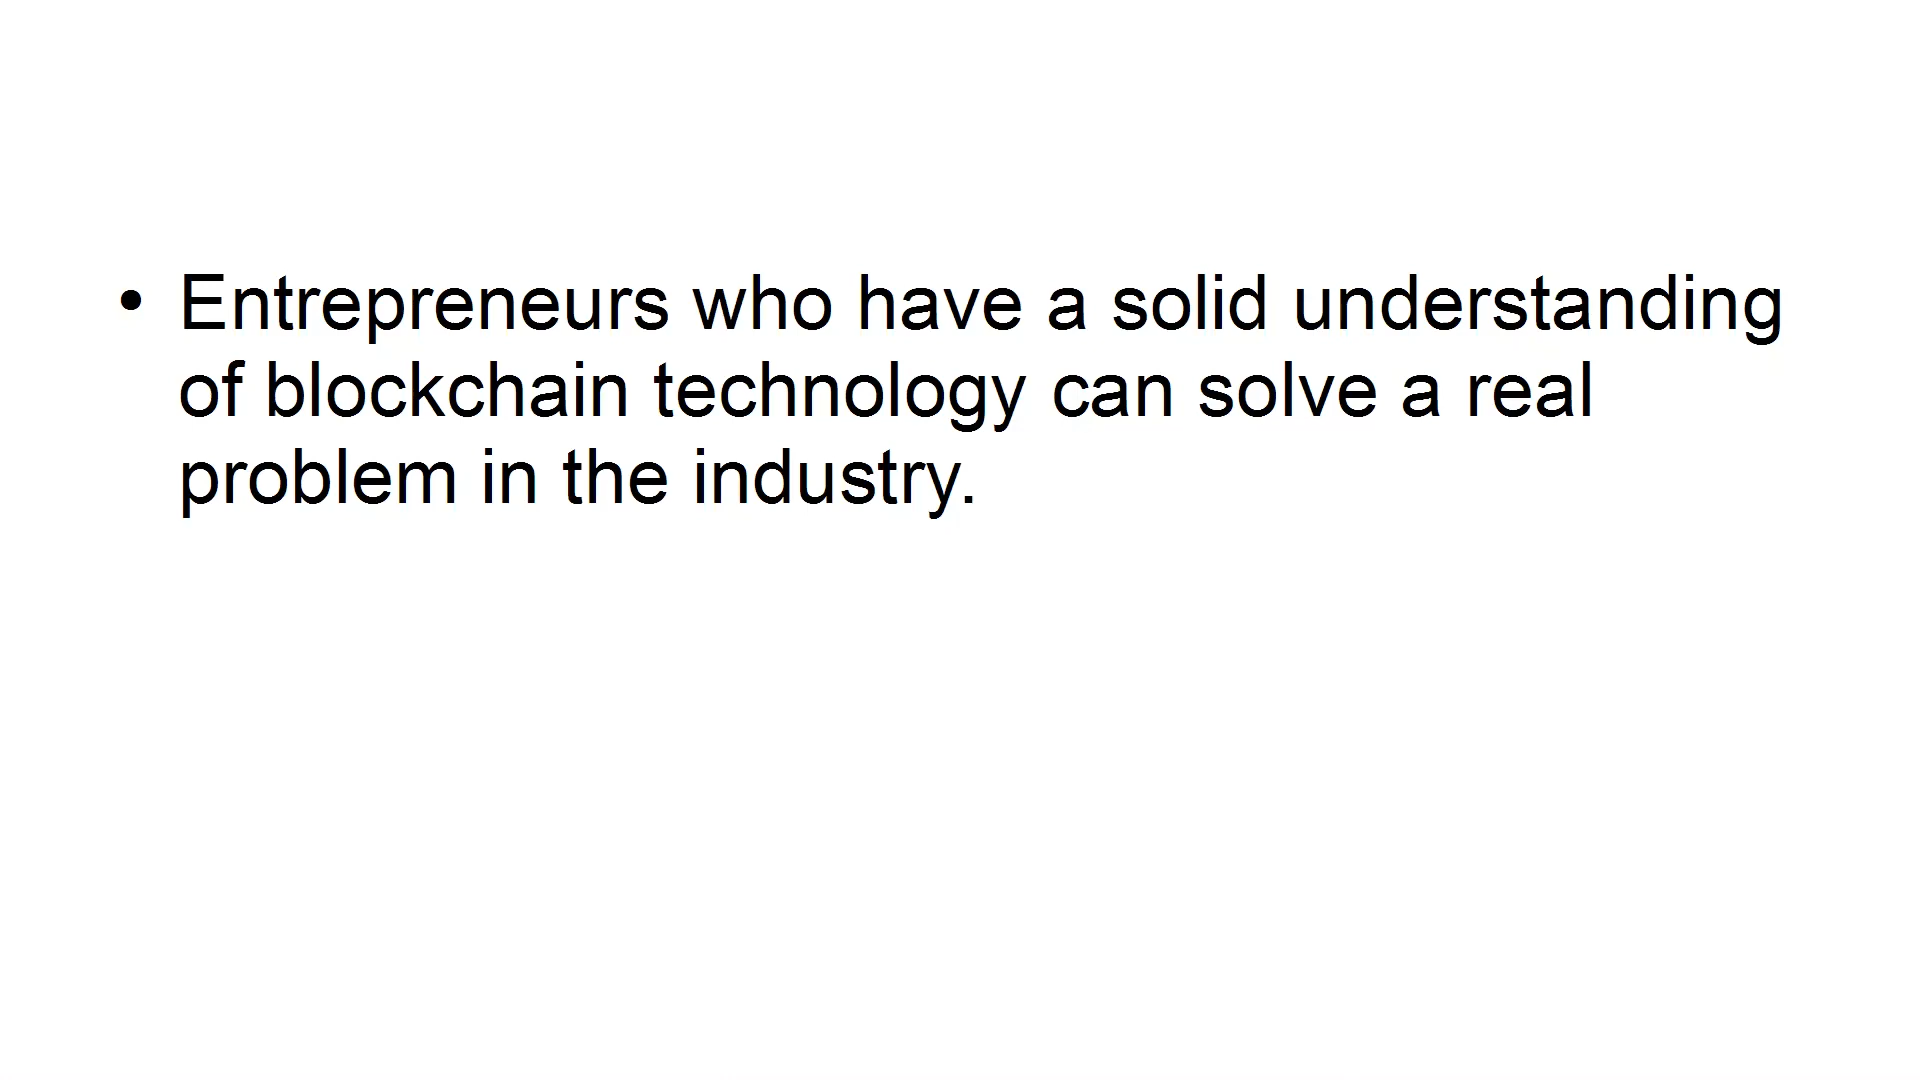 • Entrepreneurs who have a solid understanding
of blockchain technology can solve a real
problem in the industry.